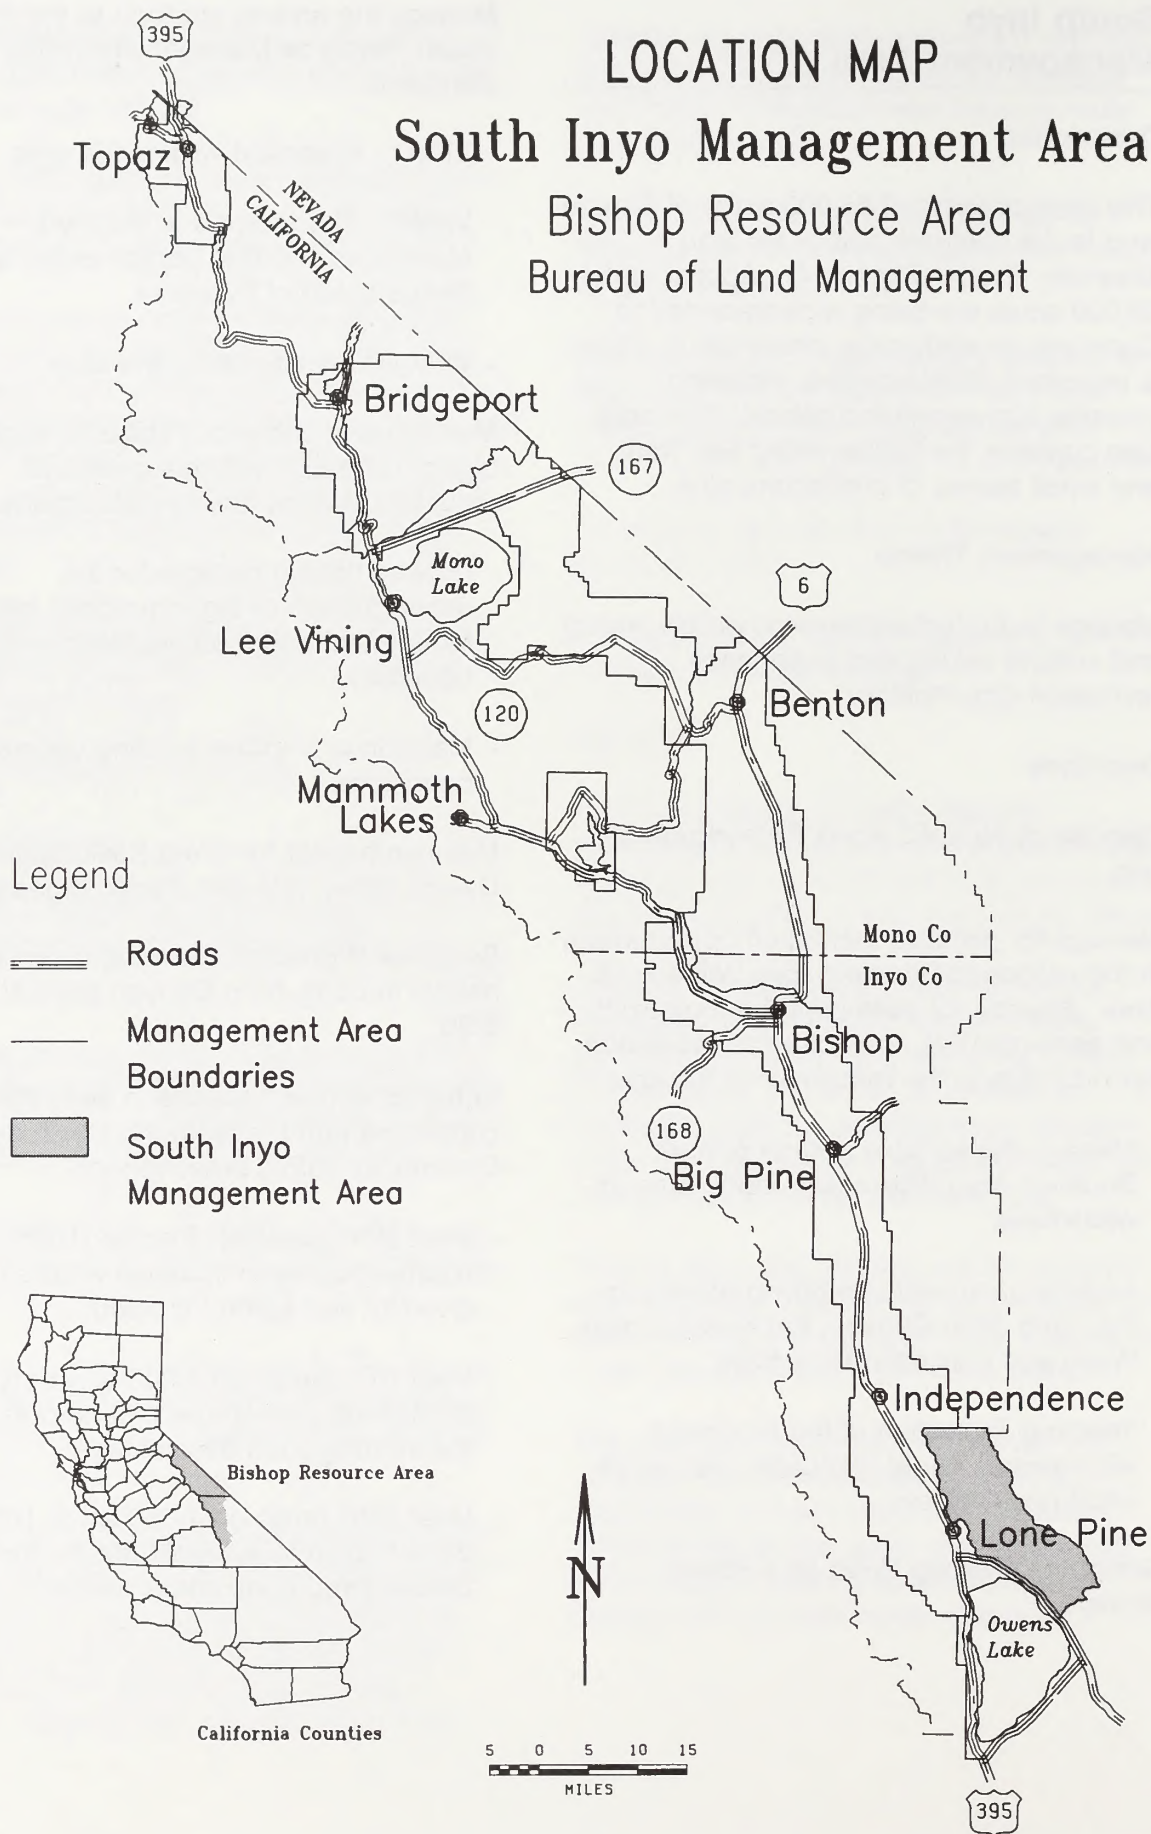 395
LOCATION MAP
South Inyo Management Area
Bishop Resource Area
Bureau of Land Management
Topaz
NEVADA
CALIFORNIA
Bridgeport
167
Mono
Lake
6
Lee Vining
120
Benton
Mammoth
Lakes
Legend
Roads
Management Area
Boundaries
South Inyo
Management Area
Mono Co
Inyo Co
Bishop
168
Big Pine
Independence
Bishop Resource Area
Lone Pine
N
Owens
Lake
California Counties
5 0 5 10 15
MILES
395